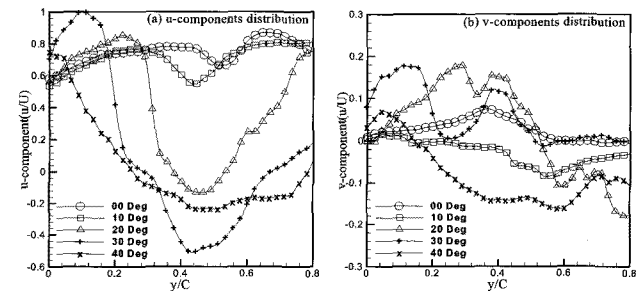 (a) u-components distribution
u-component(u/U)
1
0.8
0.6
0.4
0.2
0
-0.2
-0.4
-0.6
00 Deg
10 Deg
20 Deg
30 Deg
40 Deg
0
0.2
0.4
0.6
0.8
y/C
(b) v-components distribution
v-component(u/U)
0.3
0.2
0.1
0.0
-0.1
-0.2
-0.3
00 Deg
10 Deg
20 Deg
30 Deg
40 Deg
0
0.2
0.4
0.6
0.8
y/C